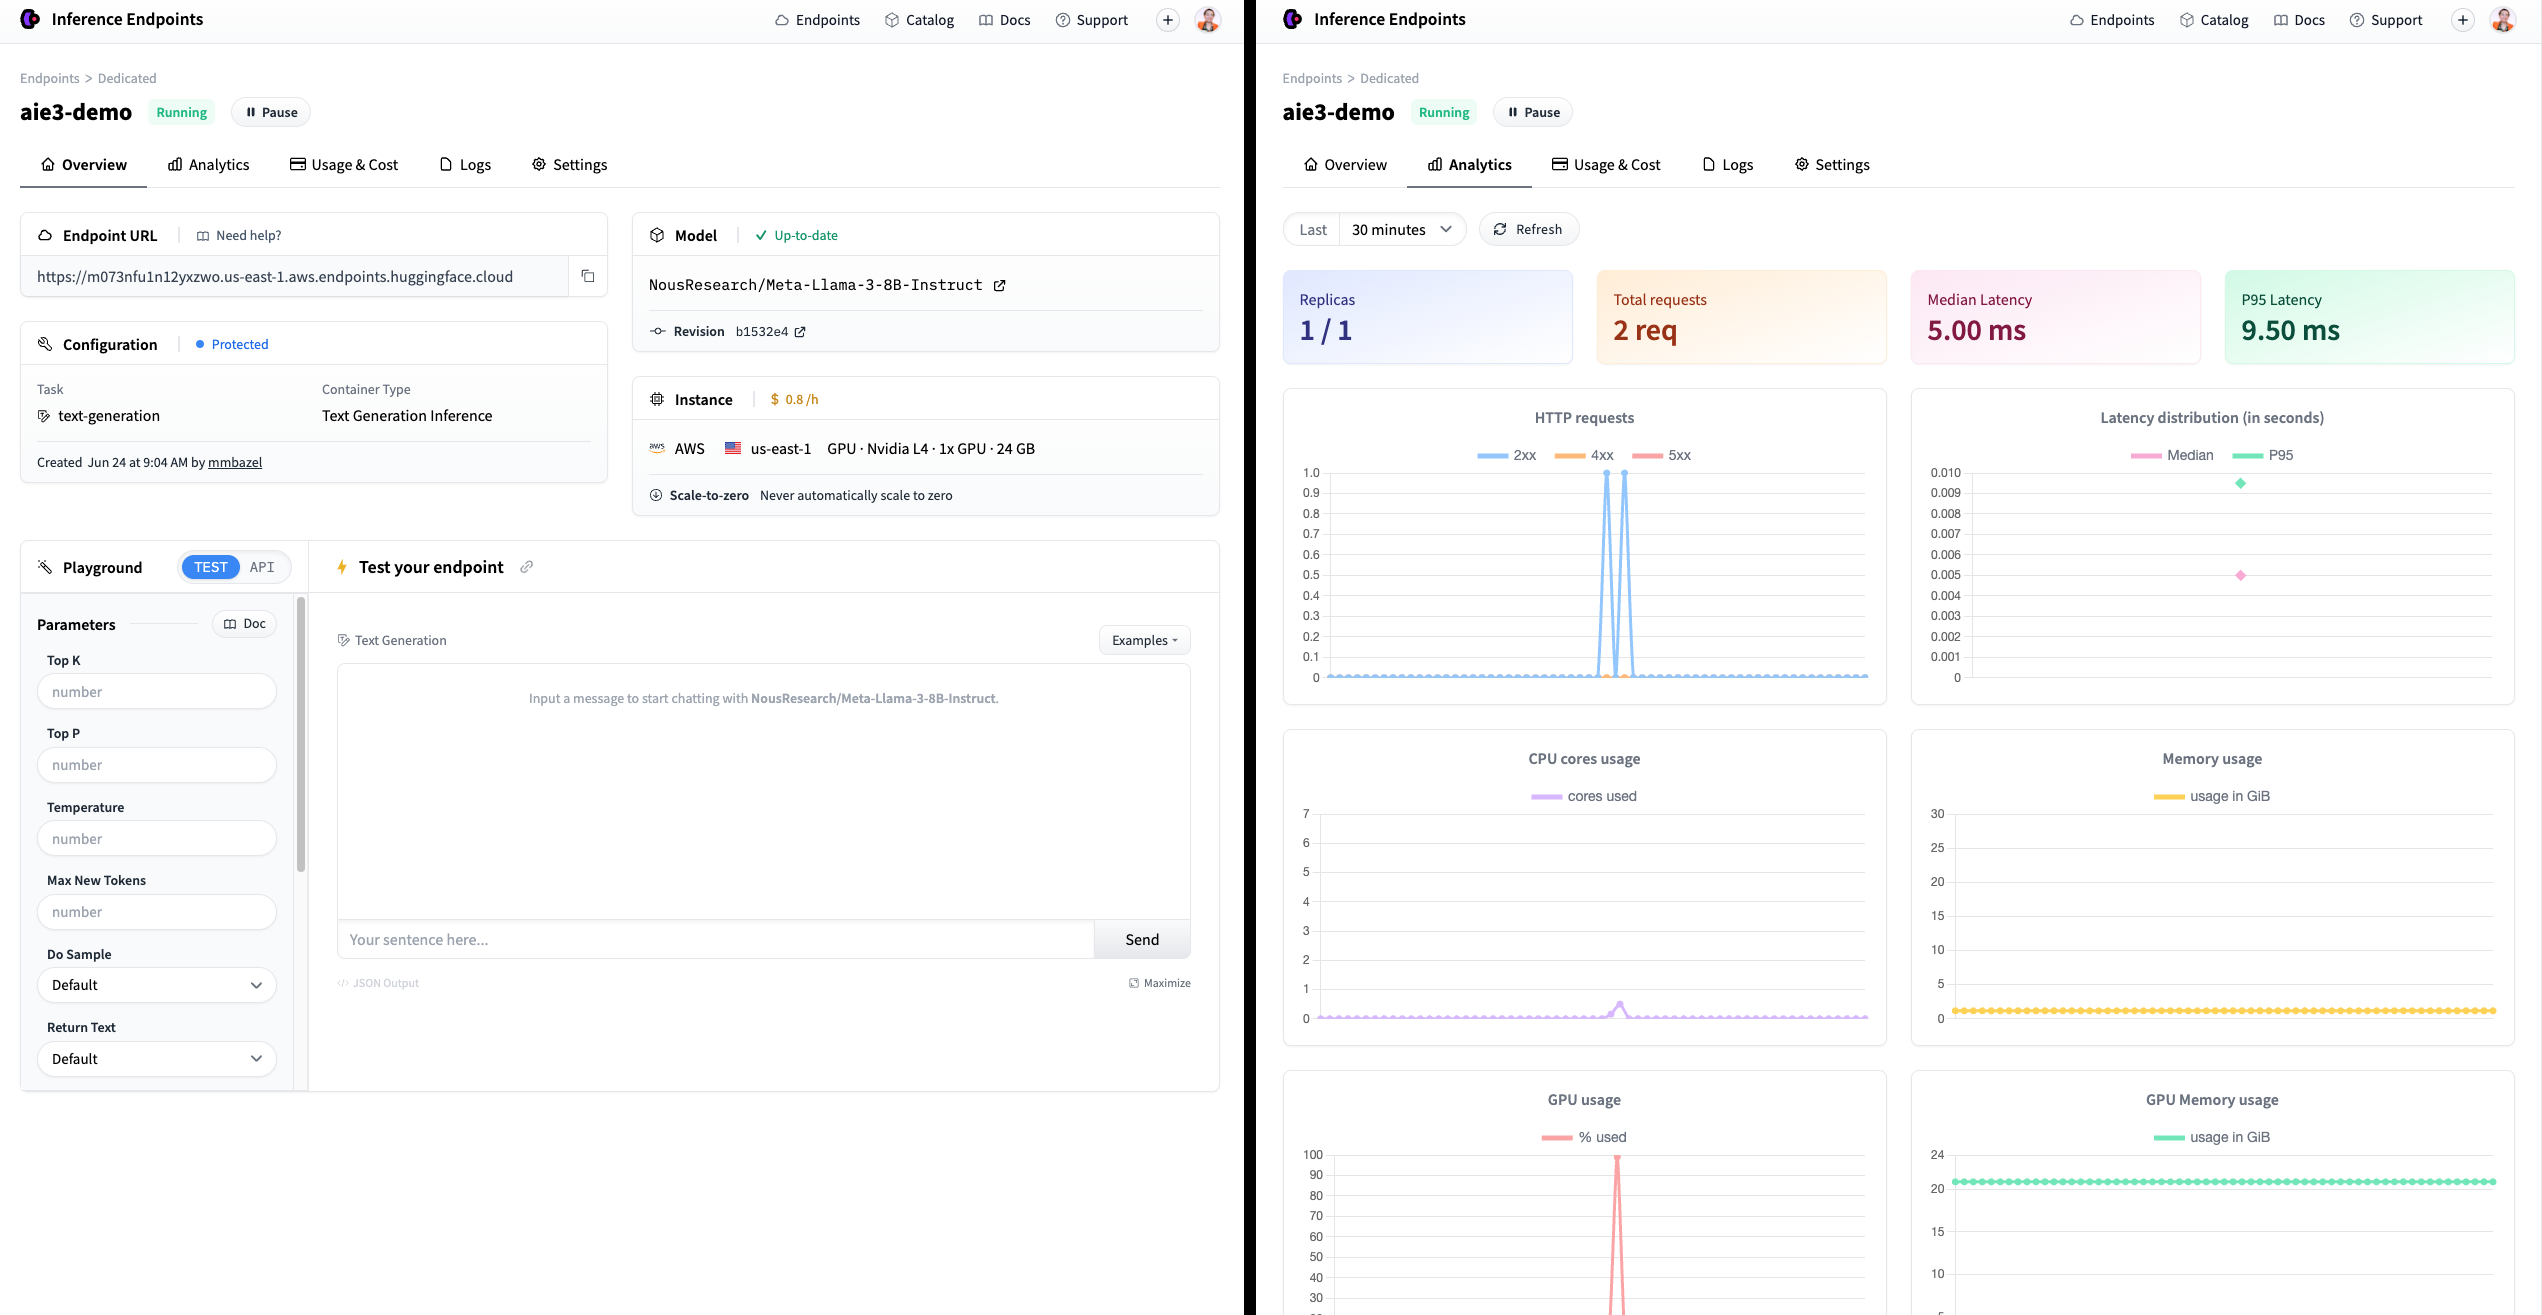 Inference Endpoints
Endpoints Catalog Docs Support
Endpoints > Dedicated
aie3-demo Running Pause
Overview Analytics Usage & Cost Logs Settings
Endpoint URL Need help?
https://m073nfu1n12yxzwo.us-east-1.aws.endpoints.huggingface.cloud
Configuration Protected
Task Container Type
text-generation Text Generation Inference
Created Jun 24 at 9:04 AM by mmbazel
Model Up-to-date
NousResearch/Meta-Llama-3-8B-Instruct
Revision b1532e4
Instance $ 0.8 /h
aws AWS us-east-1 GPU · Nvidia L4 · 1x GPU · 24 GB
Scale-to-zero Never automatically scale to zero
Playground TEST API
Parameters Doc
Top K
number
Top P
number
Temperature
number
Max New Tokens
number
Do Sample
Default
Return Text
Default
Test your endpoint
Text Generation Examples
Input a message to start chatting with NousResearch/Meta-Llama-3-8B-Instruct.
Your sentence here... Send
</> JSON Output Maximize
Inference Endpoints
Endpoints Catalog Docs Support
Endpoints > Dedicated
aie3-demo Running Pause
Overview Analytics Usage & Cost Logs Settings
Last 30 minutes Refresh
Replicas
1 / 1
Total requests
2 req
Median Latency
5.00 ms
P95 Latency
9.50 ms
HTTP requests
2xx 4xx 5xx
1.0
0.9
0.8
0.7
0.6
0.5
0.4
0.3
0.2
0.1
0
Latency distribution (in seconds)
Median P95
0.010
0.009
0.008
0.007
0.006
0.005
0.004
0.003
0.002
0.001
0
CPU cores usage
cores used
7
6
5
4
3
2
1
0
Memory usage
usage in GiB
30
25
20
15
10
5
0
GPU usage
% used
100
90
80
70
60
50
40
30
GPU Memory usage
usage in GiB
24
20
15
10